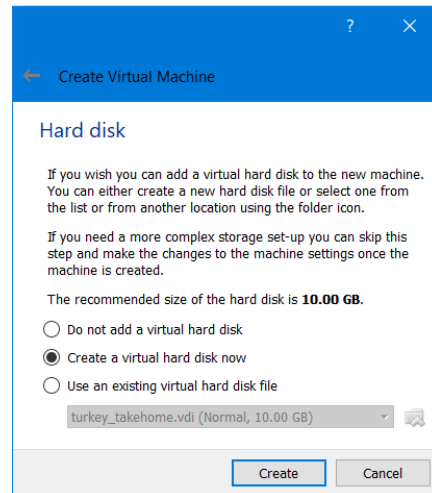 ?
Create Virtual Machine
Hard disk
If you wish you can add a virtual hard disk to the new machine.
You can either create a new hard disk file or select one from
the list or from another location using the folder icon.
If you need a more complex storage set-up you can skip this
step and make the changes to the machine settings once the
machine is created.
The recommended size of the hard disk is 10.00 GB.
Do not add a virtual hard disk
Create a virtual hard disk now
Use an existing virtual hard disk file
turkey_takehome.vdi (Normal, 10.00 GB)
Create Cancel